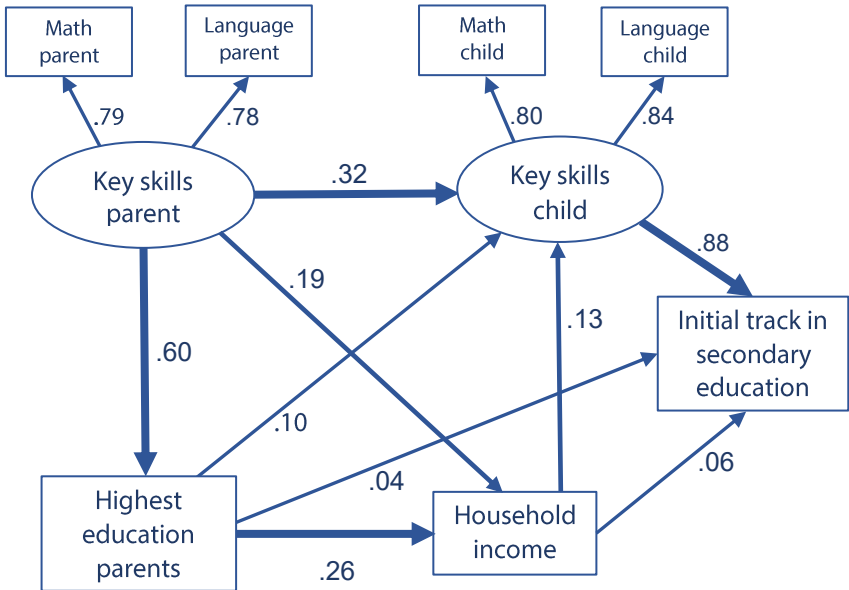 Math
parent
Language
parent
Math
child
Language
child
.79
.78
.80
.84
Key skills
parent
.32
Key skills
child
.88
.19
.13
.60
Initial track in
secondary
education
.10
.04
.06
Highest
education
parents
.26
Household
income